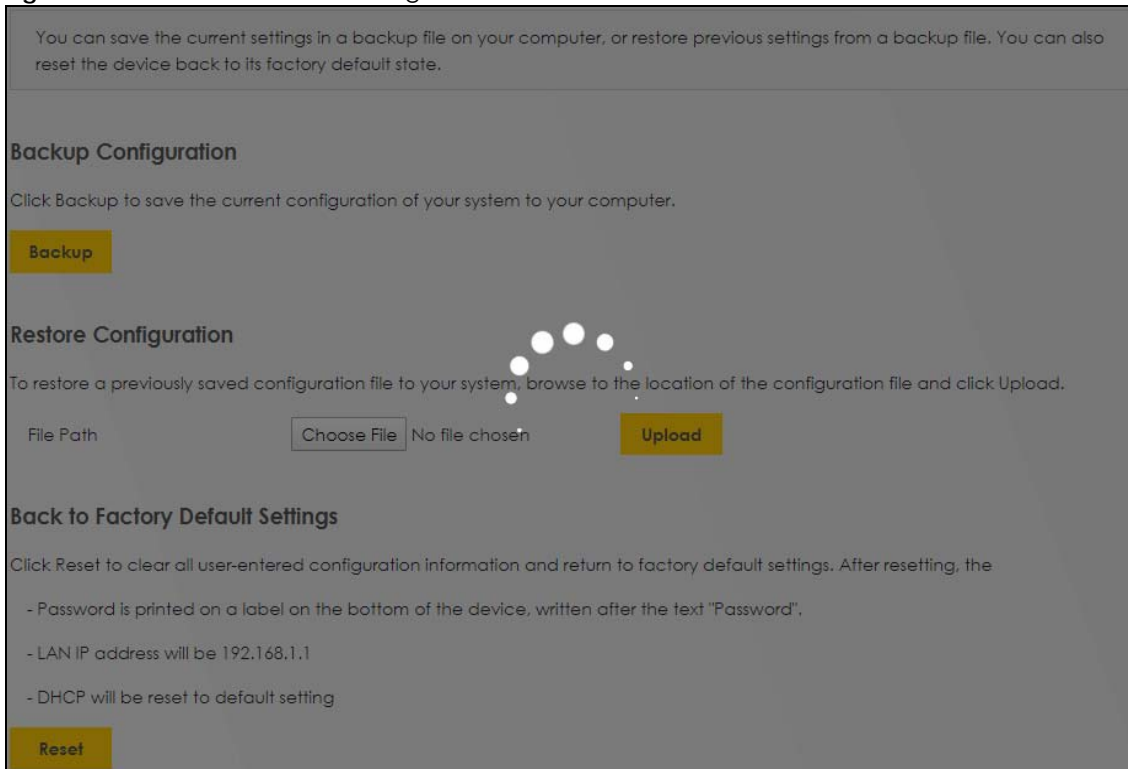 You can save the current settings in a backup file on your computer, or restore previous settings from a backup file. You can also
reset the device back to its factory default state.
Backup Configuration
Click Backup to save the current configuration of your system to your computer.
Backup
Restore Configuration
To restore a previously saved configuration file to your system, browse to the location of the configuration file and click Upload.
File Path Choose File No file chosen Upload
Back to Factory Default Settings
Click Reset to clear all user-entered configuration information and return to factory default settings. After resetting, the
- Password is printed on a label on the bottom of the device, written after the text "Password".
- LAN IP address will be 192.168.1.1
- DHCP will be reset to default setting
Reset